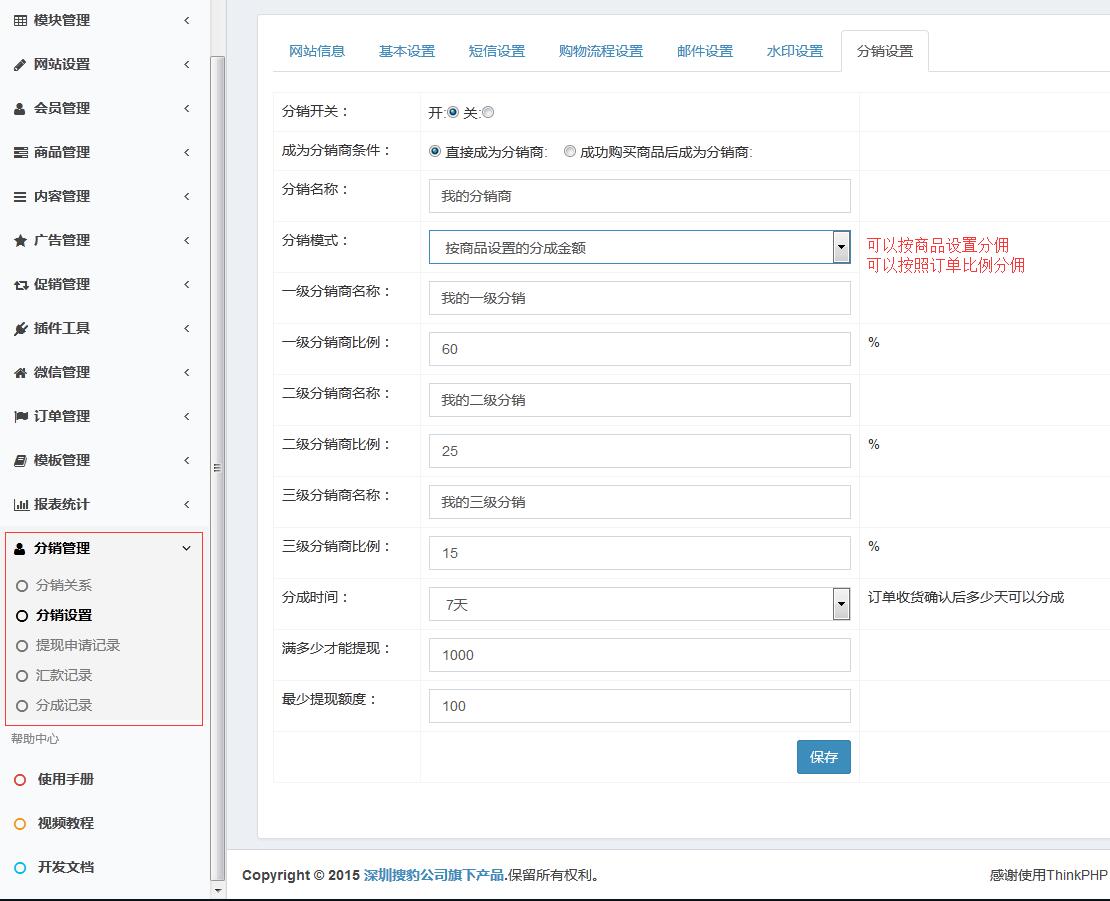 模块管理
网站设置
会员管理
商品管理
内容管理
广告管理
促销管理
插件工具
微信管理
订单管理
模板管理
报表统计
分销管理
分销关系
分销设置
提现申请记录
汇款记录
分成记录
帮助中心
使用手册
视频教程
开发文档
网站信息 基本设置 短信设置 购物流程设置 邮件设置 水印设置 分销设置
分销开关： 开: 关:
成为分销商条件： 直接成为分销商: 成功购买商品后成为分销商:
分销名称： 我的分销商
分销模式： 按商品设置的分成金额
可以按商品设置分佣
可以按照订单比例分佣
一级分销商名称： 我的一级分销
一级分销商比例： 60 %
二级分销商名称： 我的二级分销
二级分销商比例： 25 %
三级分销商名称： 我的三级分销
三级分销商比例： 15 %
分成时间： 7天 订单收货确认后多少天可以分成
满多少才能提现： 1000
最少提现额度： 100
保存
Copyright © 2015 深圳搜豹公司旗下产品.保留所有权利。 感谢使用ThinkPHP